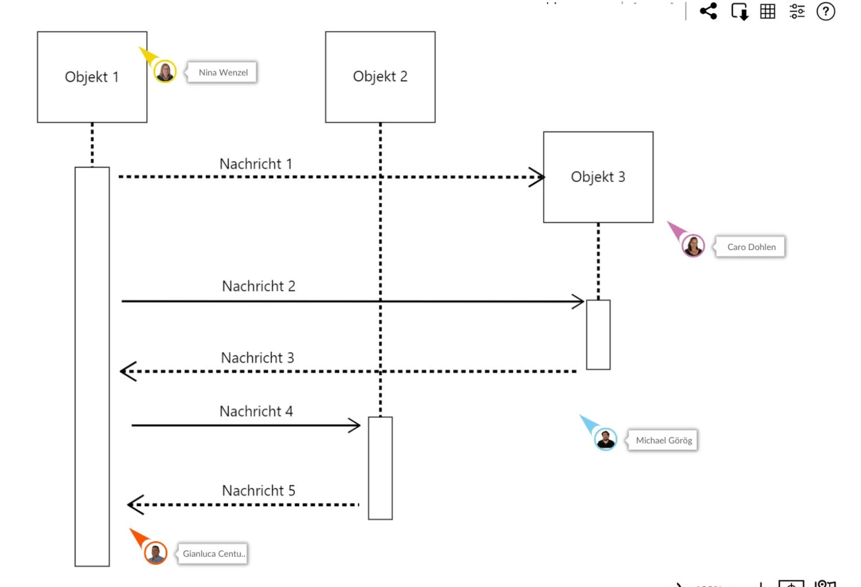 Objekt 1
Nina Wenzel
Objekt 2
Nachricht 1
Objekt 3
Caro Dohlen
Nachricht 2
Nachricht 3
Nachricht 4
Michael Görög
Nachricht 5
Gianluca Centu..